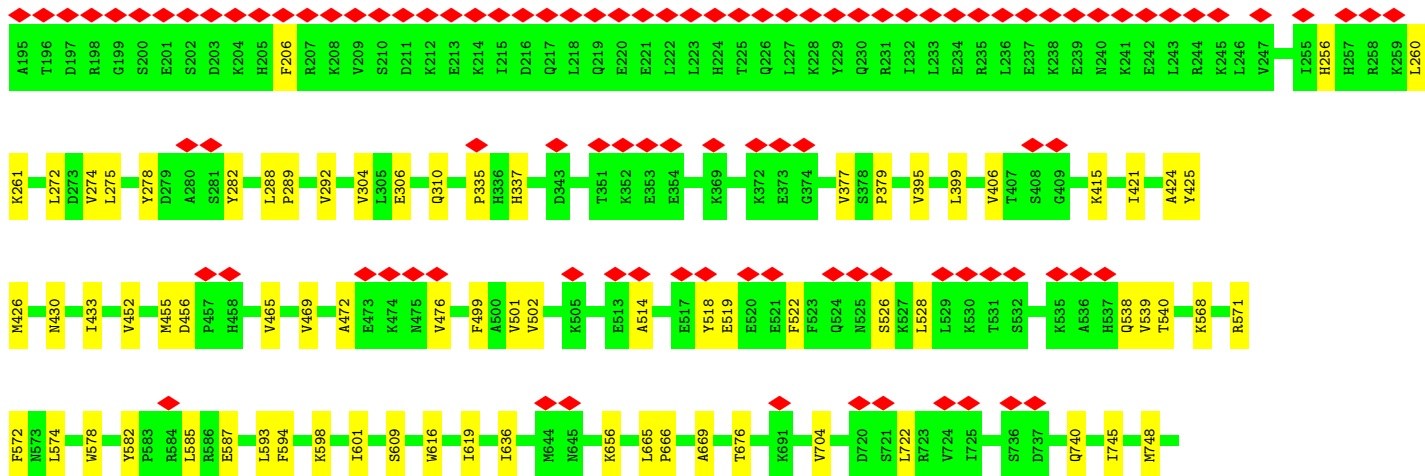 A195 T196 D197 R198 G199 S200 E201 S202 D203 K204 H205 F206 R207 K208 V209 S210 D211 K212 E213 K214 I215 D216 Q217 L218 Q219 E220 E221 L222 L223 H224 T225 Q226 L227 K228 Y229 Q230 R231 I232 L233 E234 R235 L236 E237 K238 E239 N240 K241 E242 L243 R244 K245 L246 V247 I255 H256 H257 R258 K259 L260
K261 L272 D273 V274 L275 Y278 D279 A280 S281 Y282 L288 P289 V292 V304 L305 E306 Q310 P335 H336 H337 D343 T351 K352 E353 E354 K369 K372 E373 G374 V377 S378 P379 V395 L399 V406 T407 S408 G409 K415 I421 A424 Y425
M426 N430 I433 V452 M455 D456 P457 H458 V465 V469 A472 E473 K474 N475 V476 F499 A500 V501 V502 K505 E513 A514 E517 Y518 E519 E520 E521 F522 F523 Q524 N525 S526 K527 L528 L529 K530 T531 S532 K535 A536 H537 Q538 V539 T540 K568 R571
F572 N573 L574 W578 Y582 P583 R584 L585 R586 E587 L593 F594 K598 I601 S609 W616 I619 I636 M644 N645 K656 L665 P666 A669 T676 K691 V704 D720 S721 L722 R723 V724 I725 S736 D737 Q740 I745 M748